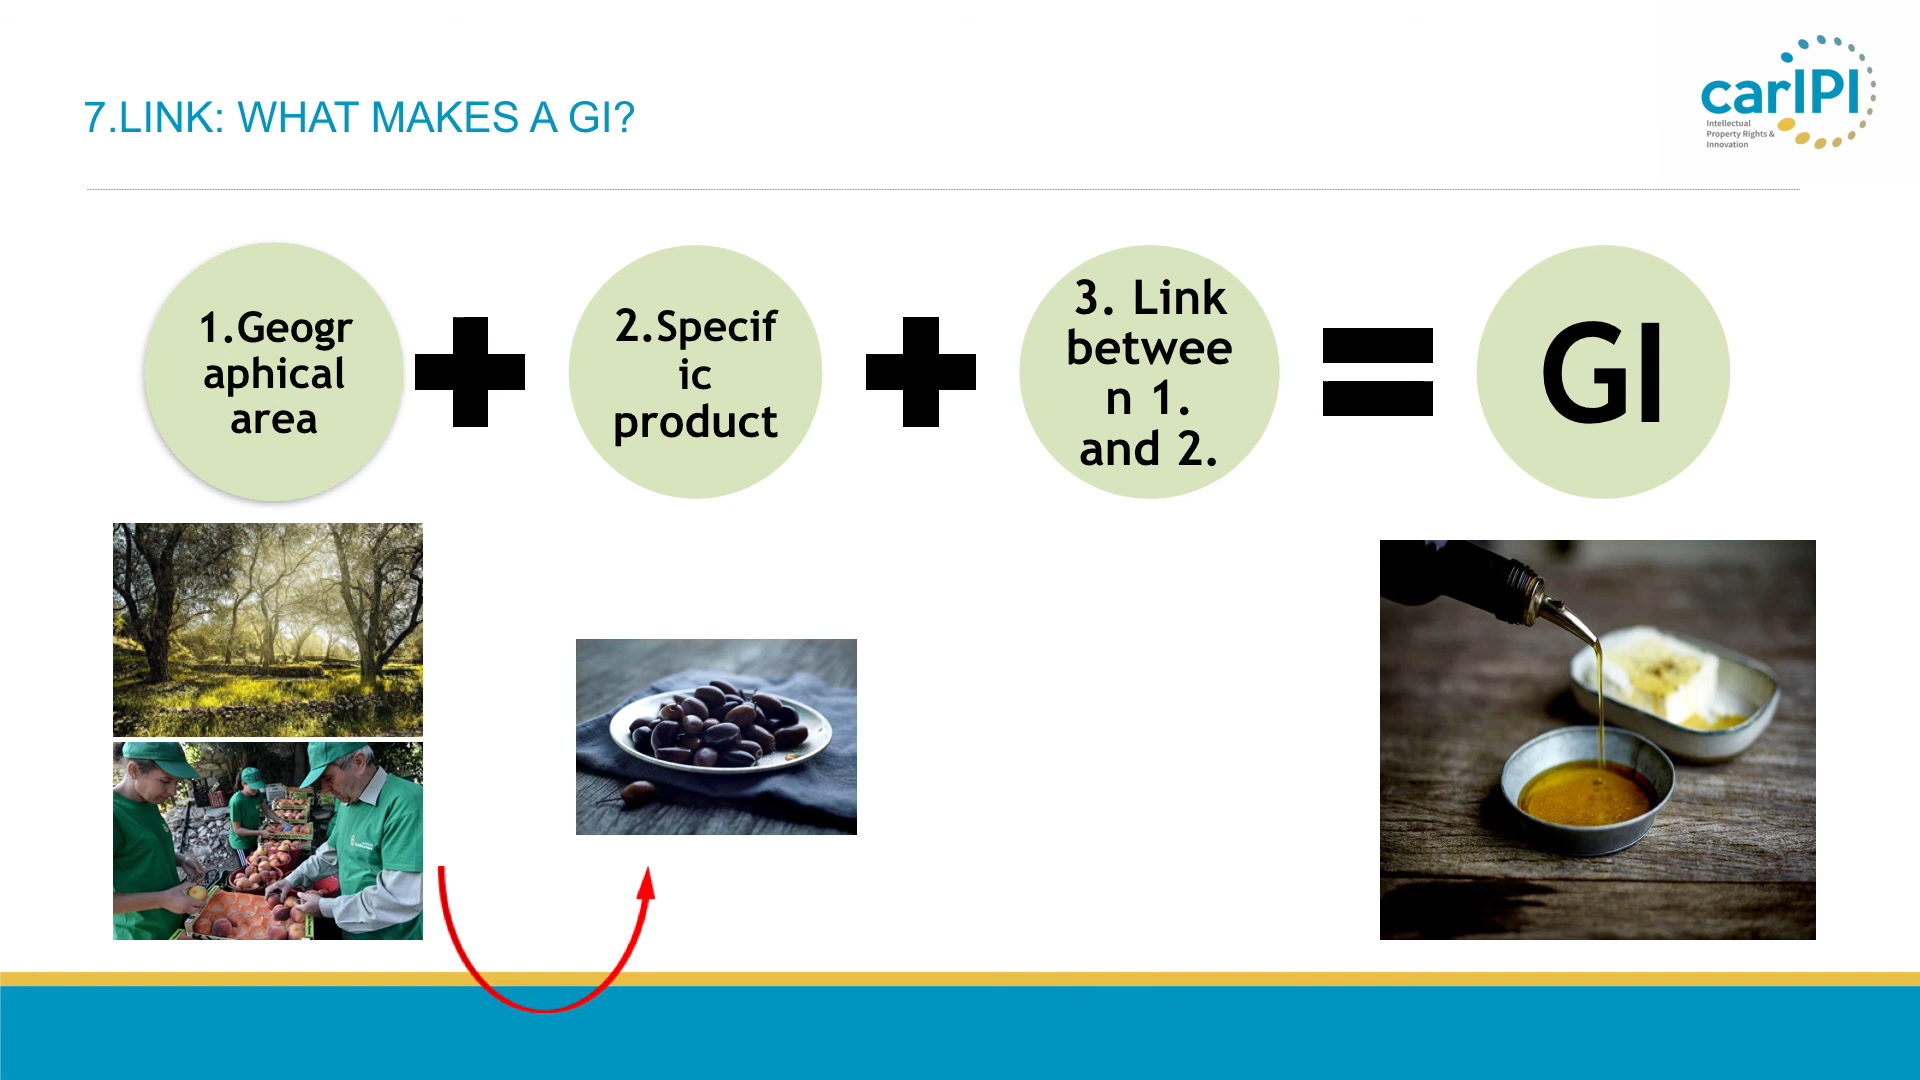 7.LINK: WHAT MAKES A GI?
carIPI
Intellectual
Property Rights &
Innovation
1.Geogr
aphical
area
2.Specif
ic
product
3. Link
betwee
n 1.
and 2.
GI